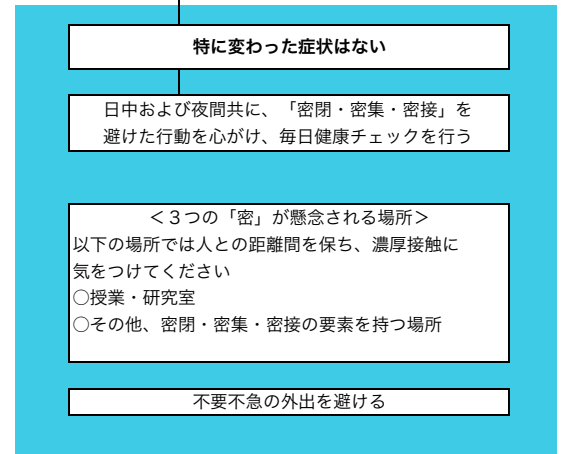 特に変わった症状はない
日中および夜間共に、「密閉・密集・密接」を
避けた行動を心がけ、毎日健康チェックを行う
＜３つの「密」が懸念される場所＞
以下の場所では人との距離間を保ち、濃厚接触に
気をつけてください
○授業・研究室
○その他、密閉・密集・密接の要素を持つ場所
不要不急の外出を避ける